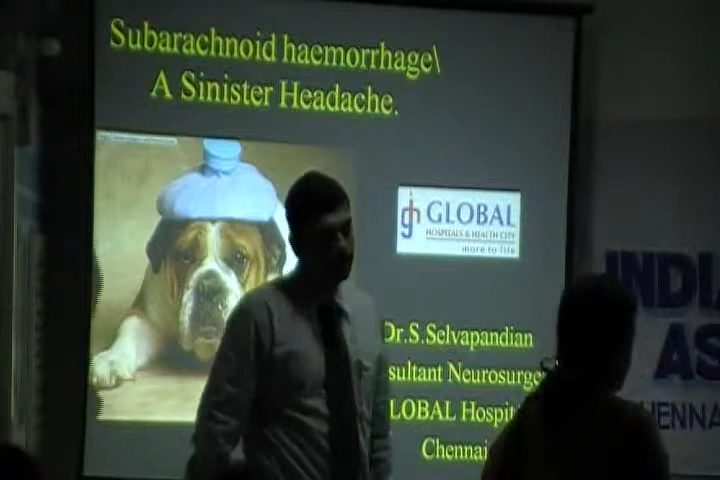 Subarachnoid haemorrhage\
A Sinister Headache.
gh GLOBAL
HOSPITALS & HEALTH CITY
more to life
Dr.S.Selvapandian
sultant Neurosurge
LOBAL Hospit
Chennai
INDI
AS
HENNA